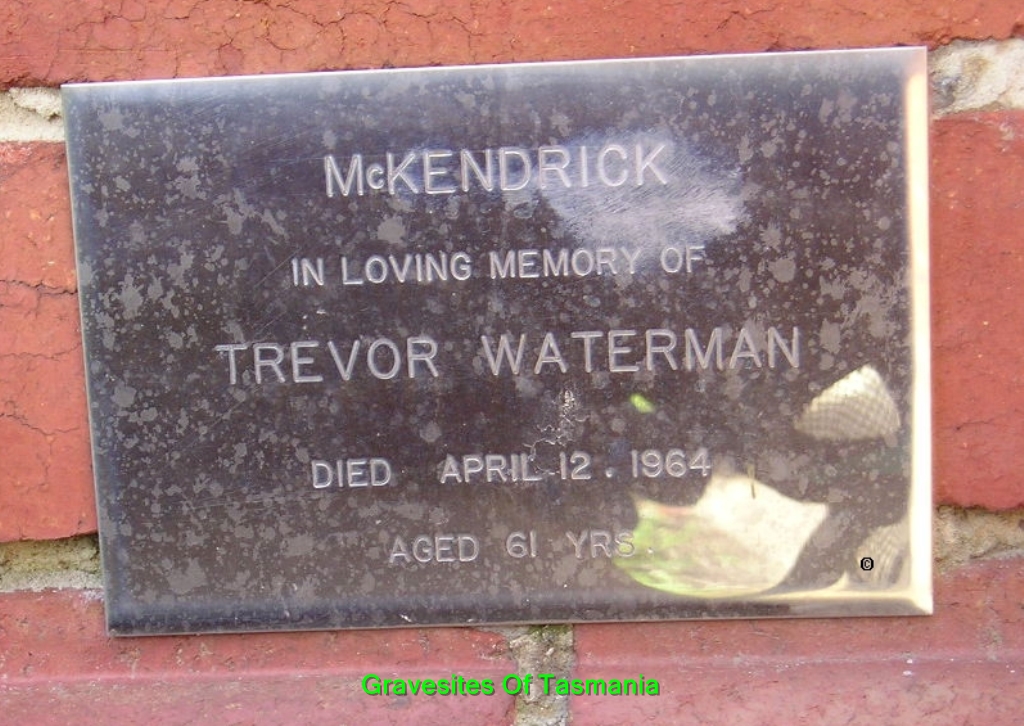 McKENDRICK
IN LOVING MEMORY OF
TREVOR WATERMAN
DIED APRIL 12 . 1964
AGED 61 YRS.
©
Gravesites Of Tasmania